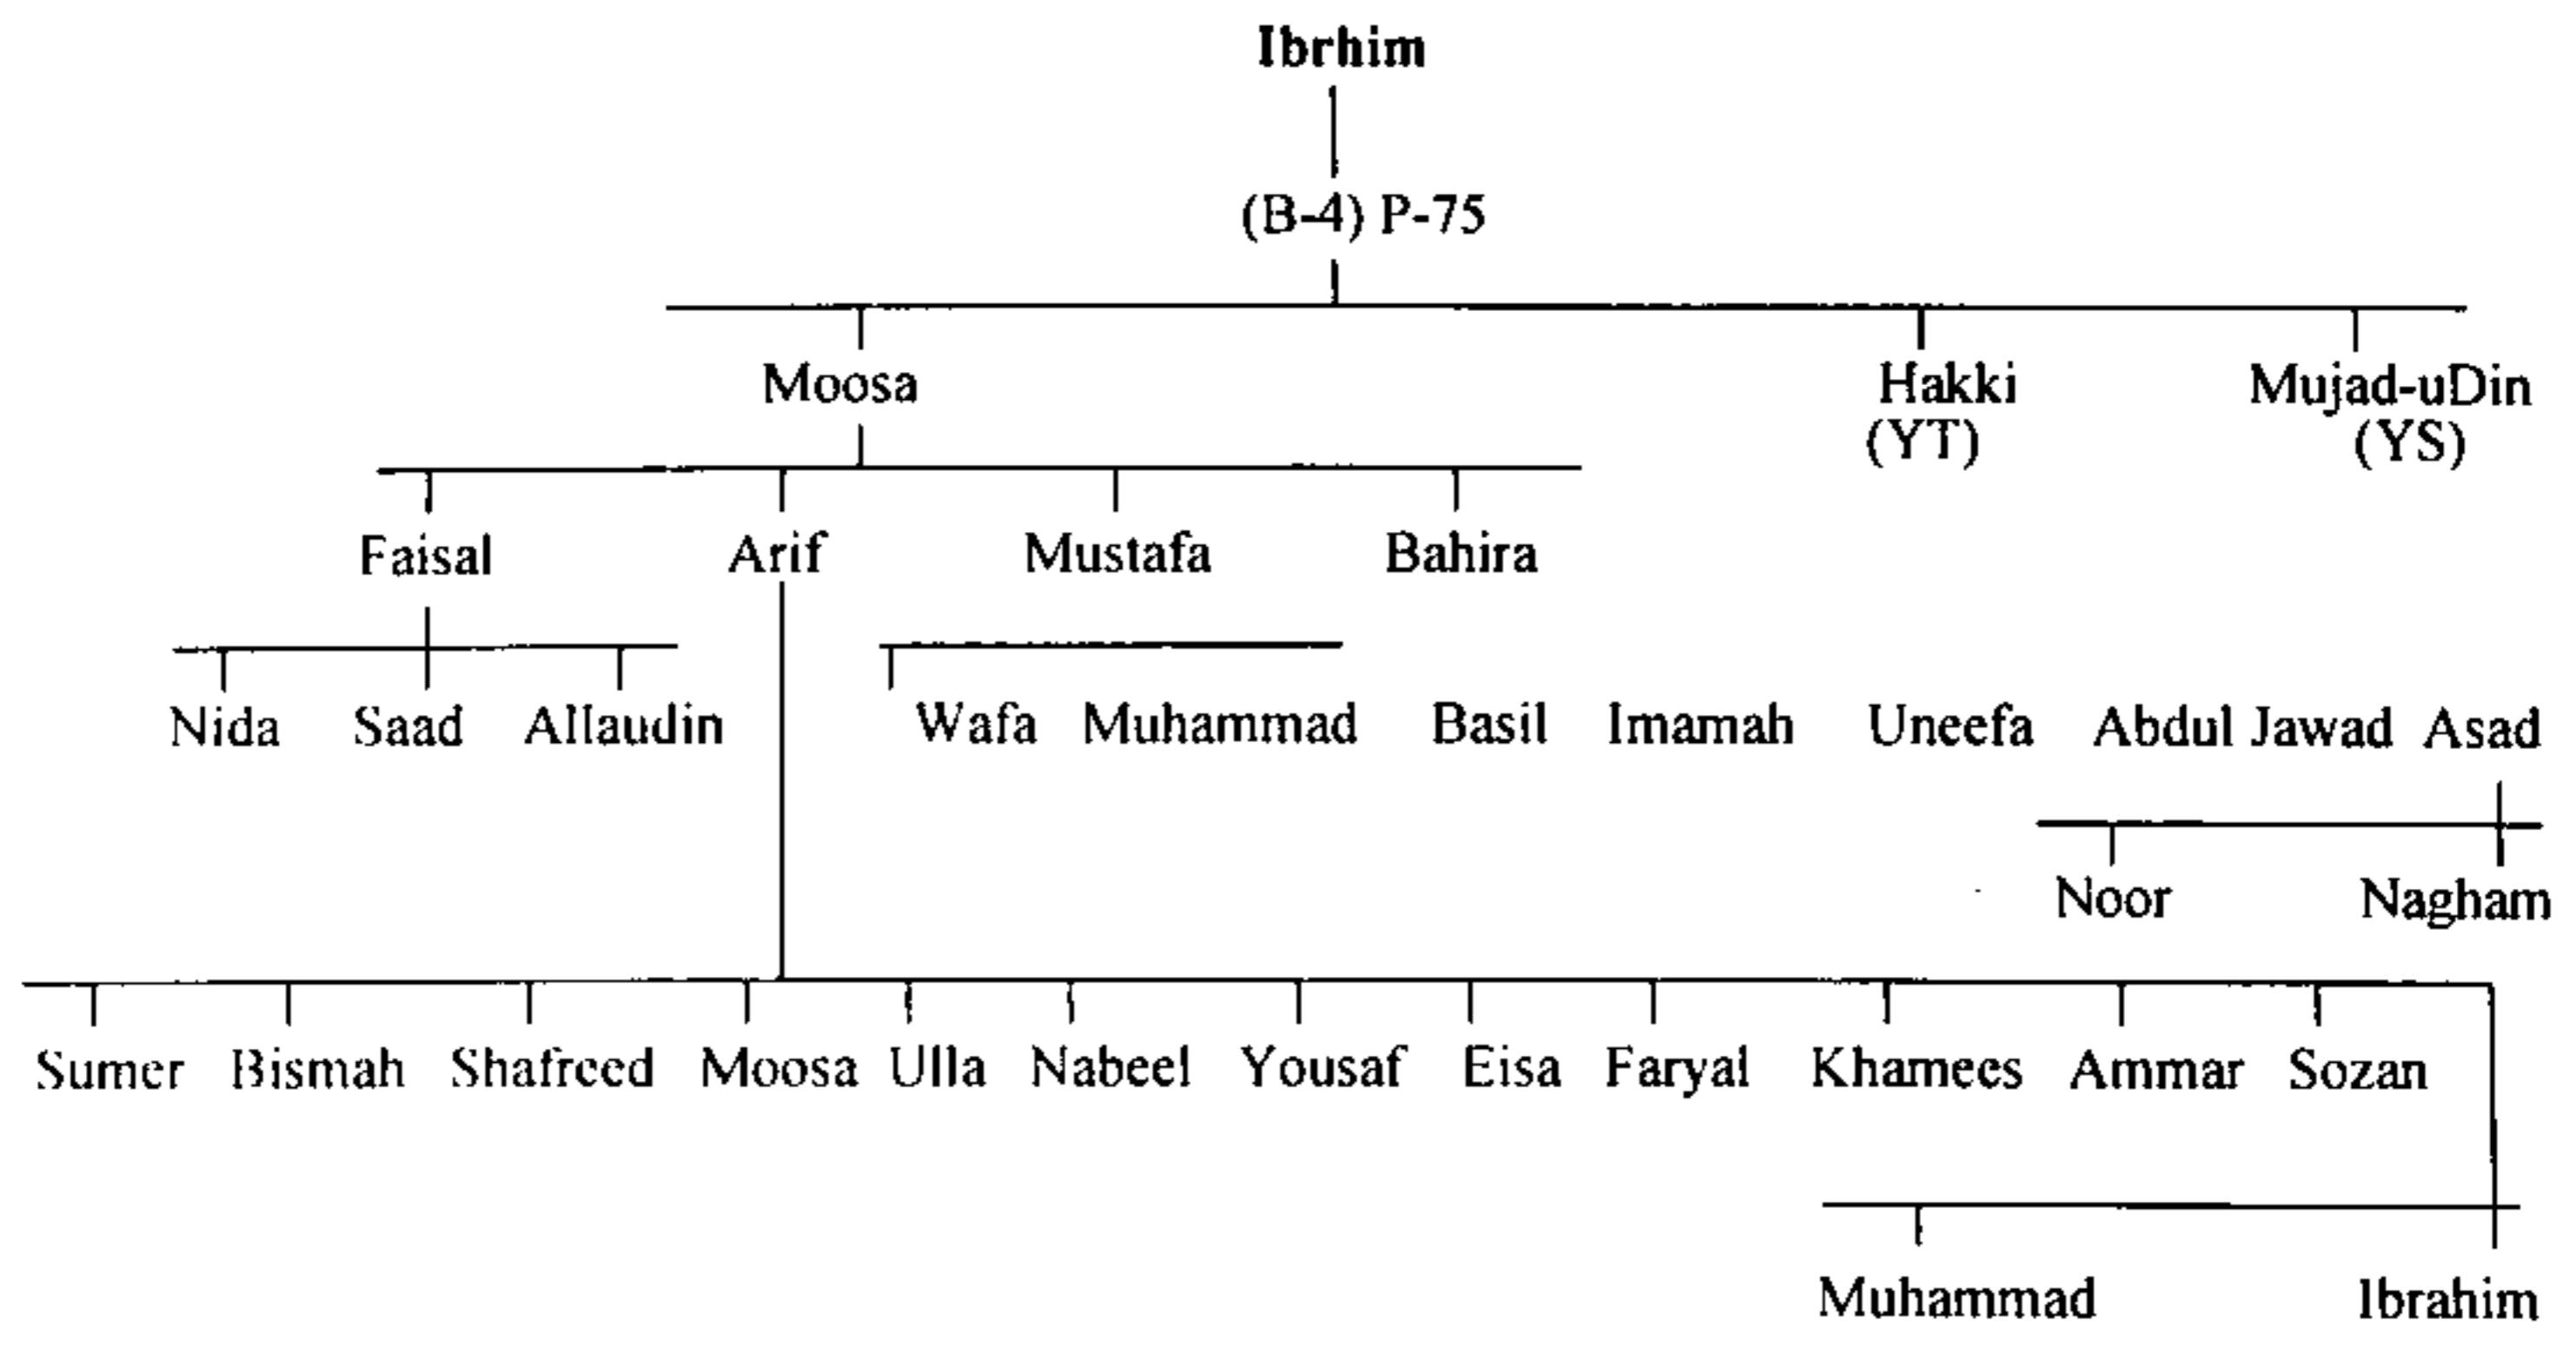 Ibrhim
(B-4) P-75
Moosa Hakki Mujad-uDin
(YT) (YS)
Faisal Arif Mustafa Bahira
Nida Saad Allaudin Wafa Muhammad Basil Imamah Uneefa Abdul Jawad Asad
Noor Nagham
Sumer Bismah Shafreed Moosa Ulla Nabeel Yousaf Eisa Faryal Khamees Ammar Sozan
Muhammad Ibrahim